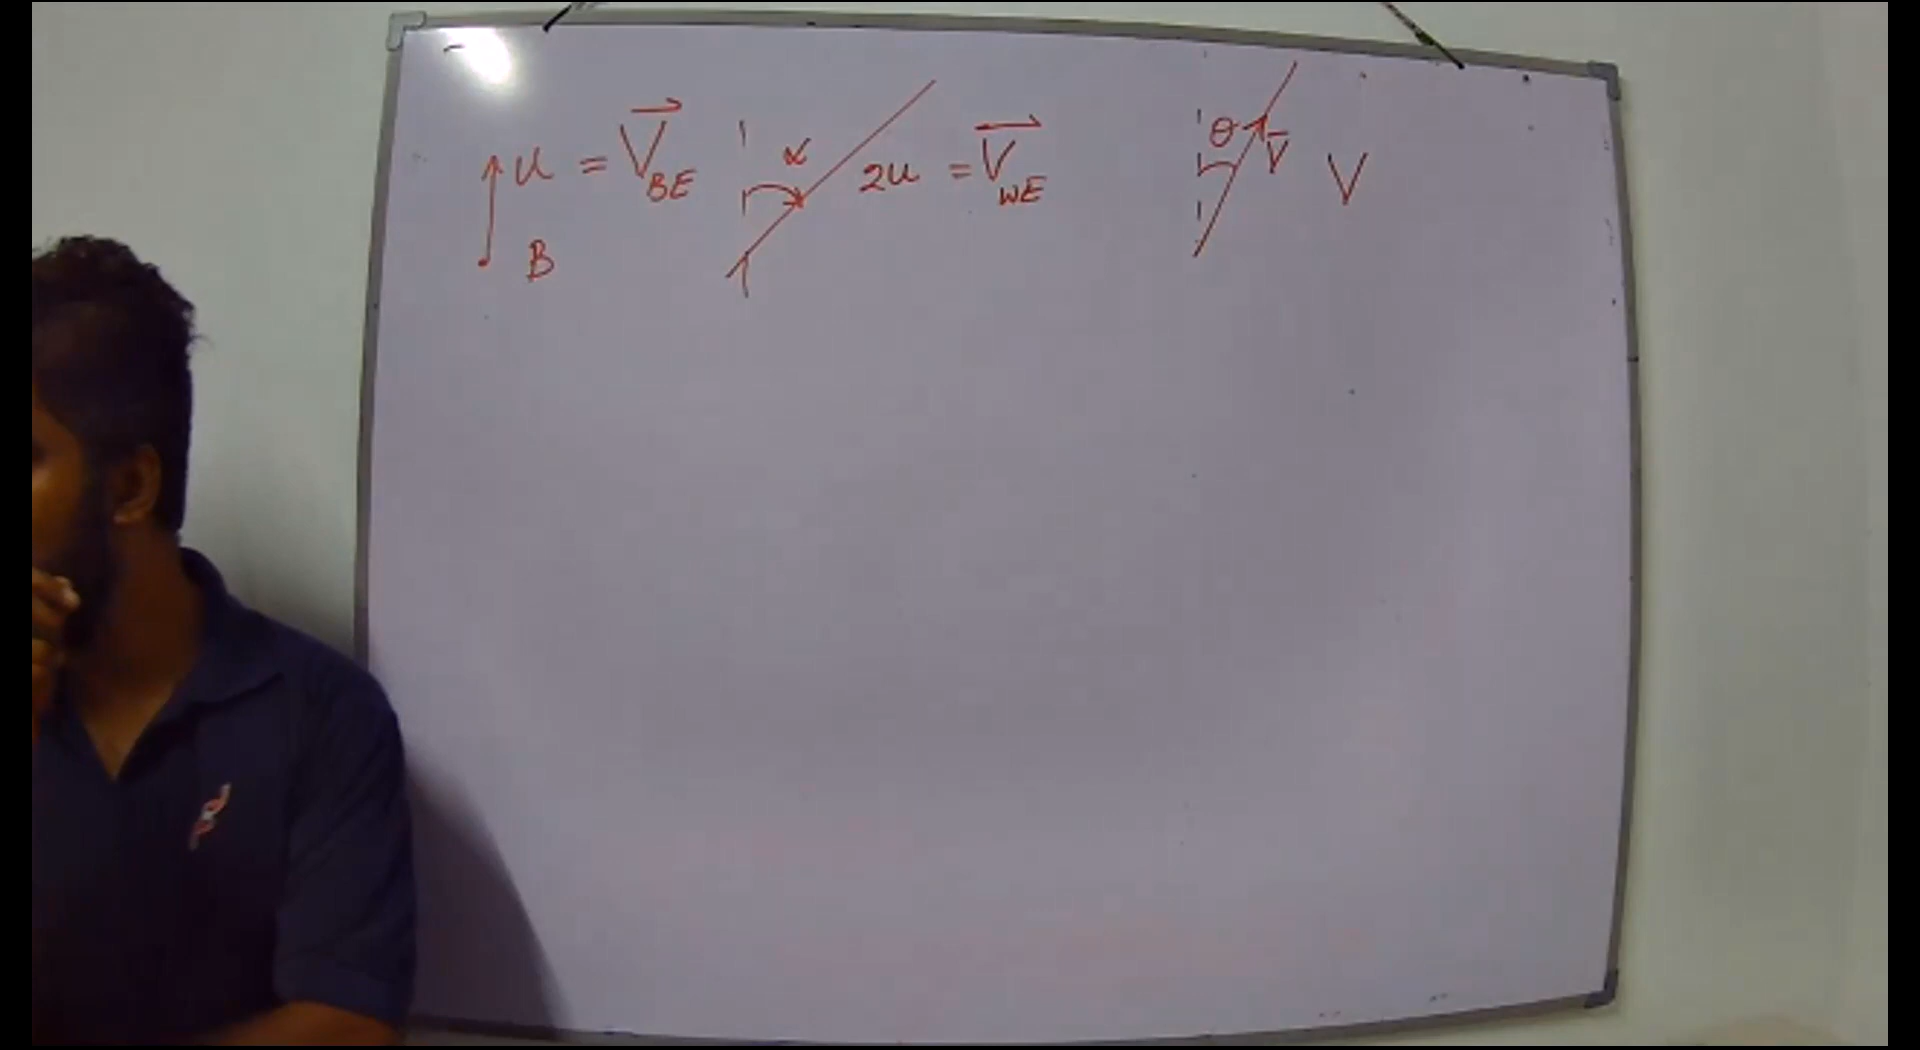 u = V⃗BE α 2u = V⃗WE θ V V
B